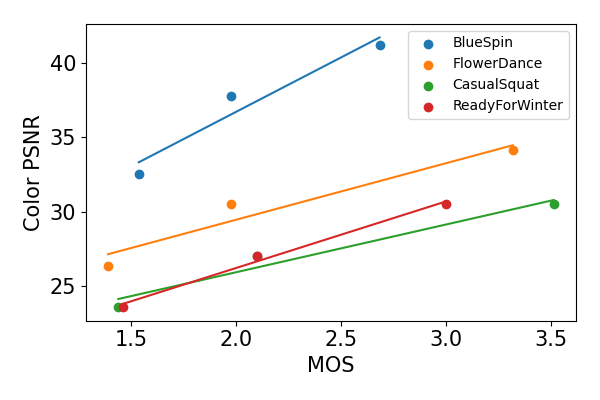 BlueSpin
FlowerDance
CasualSquat
ReadyForWinter
Color PSNR
40
35
30
25
1.5 2.0 2.5 3.0 3.5
MOS